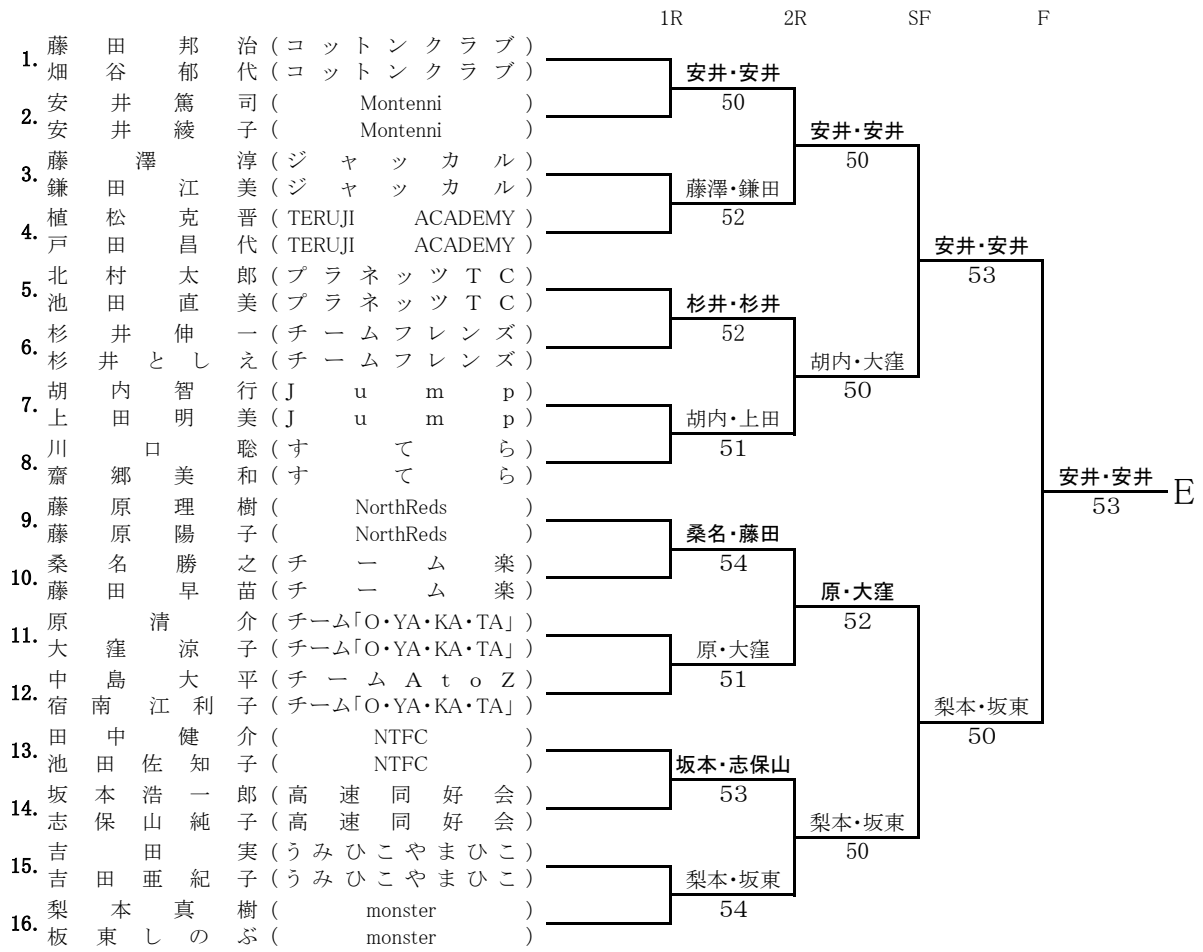 1R 2R SF F
1. 藤田邦治(コットンクラブ)
畑谷郁代(コットンクラブ)
2. 安井篤司(Montenni)
安井綾子(Montenni)
3. 藤澤淳(ジャッカル)
鎌田江美(ジャッカル)
4. 植松克晋(TERUJI ACADEMY)
戸田昌代(TERUJI ACADEMY)
5. 北村太郎(プラネッツTC)
池田直美(プラネッツTC)
6. 杉井伸一(チームフレンズ)
杉井としえ(チームフレンズ)
7. 胡内智行(Jump)
上田明美(Jump)
8. 川口聡(すてら)
齋郷美和(すてら)
9. 藤原理樹(NorthReds)
藤原陽子(NorthReds)
10. 桑名勝之(チーム楽)
藤田早苗(チーム楽)
11. 原清介(チーム「O・YA・KA・TA」)
大窪涼子(チーム「O・YA・KA・TA」)
12. 中島大平(チームAtoZ)
宿南江利子(チーム「O・YA・KA・TA」)
13. 田中健介(NTFC)
池田佐知子(NTFC)
14. 坂本浩一郎(高速同好会)
志保山純子(高速同好会)
15. 吉田実(うみひこやまひこ)
吉田亜紀子(うみひこやまひこ)
16. 梨本真樹(monster)
板東しのぶ(monster)
安井・安井
50
藤澤・鎌田
52
杉井・杉井
52
胡内・上田
51
桑名・藤田
54
原・大窪
51
坂本・志保山
53
梨本・坂東
54
安井・安井
50
胡内・大窪
50
原・大窪
52
梨本・坂東
50
安井・安井
53
梨本・坂東
50
安井・安井
53
E